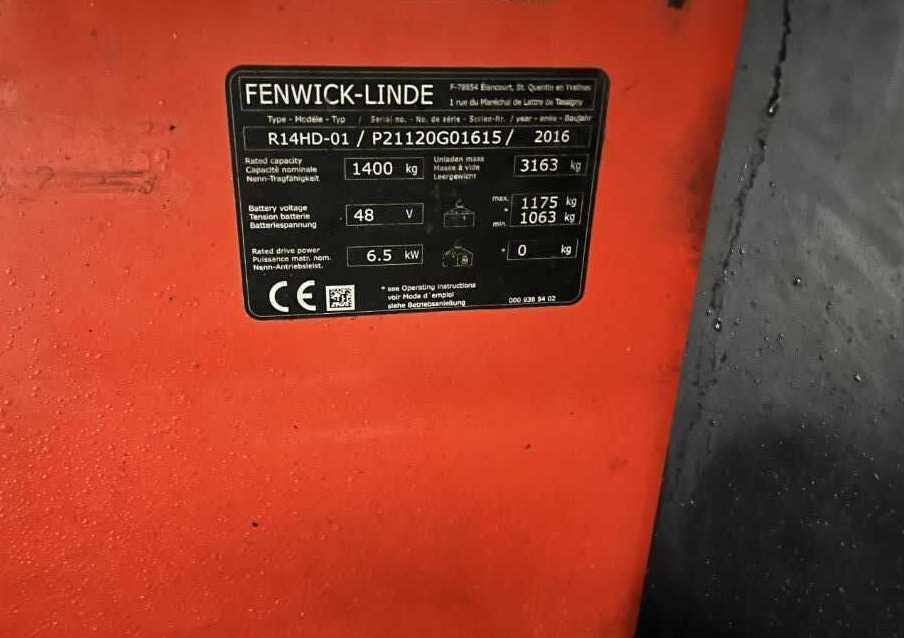 FENWICK-LINDE
F-78854 Elancourt, St. Quentin en Yvelines
1 rue du Maréchal de Lattre de Tassigny
Type - Modéle - Typ / Serial no. - No. de série - Serien-Nr. / year - année - Baujahr
R14HD-01 / P21120G01615 / 2016
Rated capacity
Capacité nominale
Nenn-Tragfähigkeit
1400 kg
Unladen mass
Masse à vide
Leergewicht
3163 kg
Battery voltage
Tension batterie
Batteriespannung
48 V
max. 1175 kg
*
min. 1063 kg
Rated drive power
Puissance motr. nom.
Nenn-Antriebsleist.
6.5 kW
* 0 kg
CE
* see Operating instructions
voir Mode d'emploi
siehe Betriebsanleitung
000 938 54 02